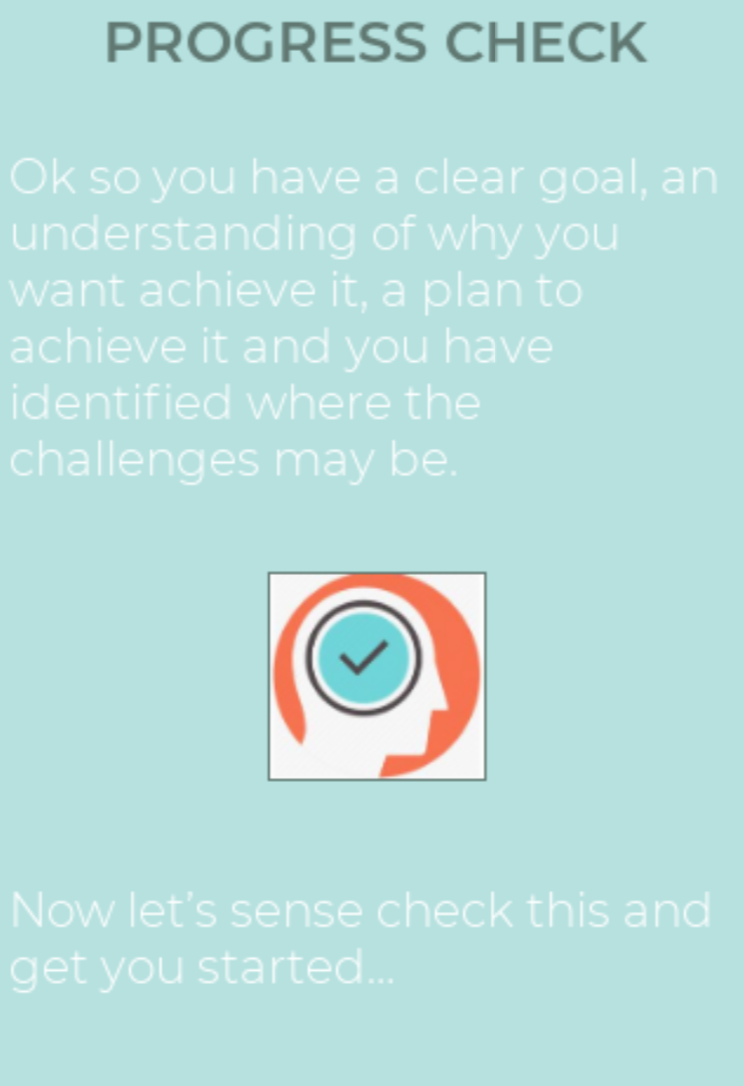 PROGRESS CHECK
Ok so you have a clear goal, an
understanding of why you
want achieve it, a plan to
achieve it and you have
identified where the
challenges may be.
Now let’s sense check this and
get you started...